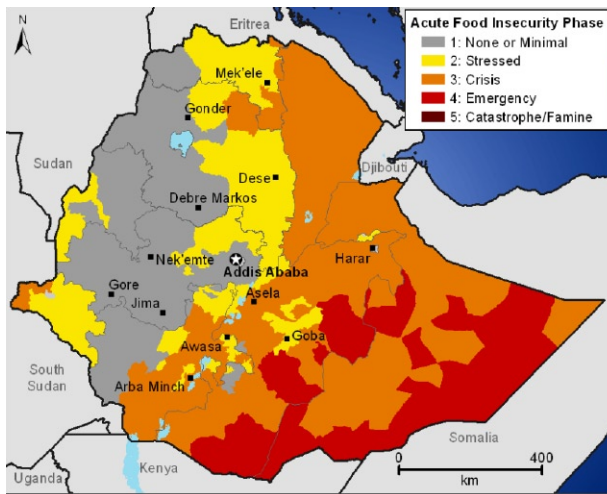 Acute Food Insecurity Phase
1: None or Minimal
2: Stressed
3: Crisis
4: Emergency
5: Catastrophe/Famine
N
Eritrea
Mek'ele
Gonder
Sudan
Djibouti
Dese
Debre Markos
Nek'emte
Addis Ababa
Harar
Gore
Asela
Jima
Awasa
Goba
South
Sudan
Arba Minch
Somalia
Kenya
Uganda
0
400
km